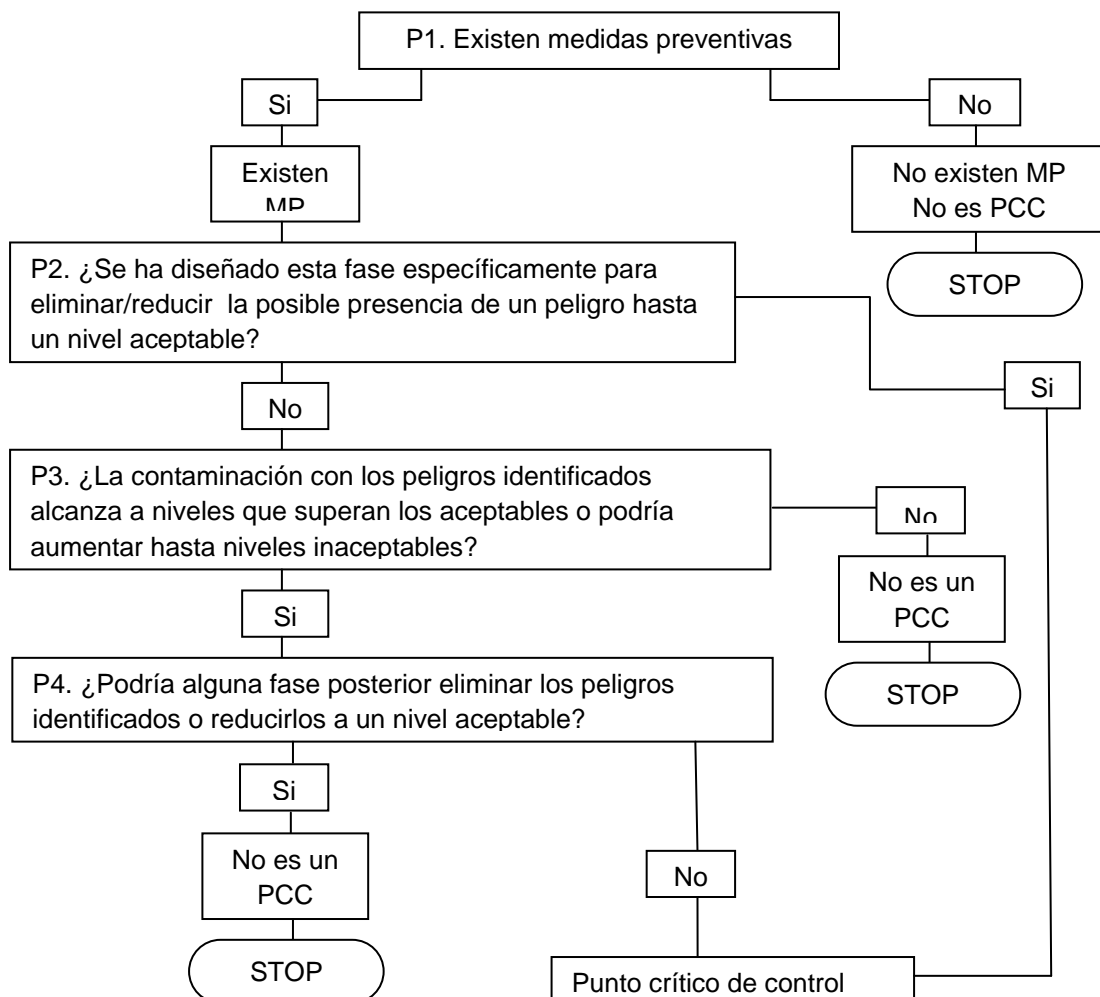 P1. Existen medidas preventivas
Si
No
Existen
MP
No existen MP
No es PCC
STOP
P2. ¿Se ha diseñado esta fase específicamente para
eliminar/reducir la posible presencia de un peligro hasta
un nivel aceptable?
Si
No
P3. ¿La contaminación con los peligros identificados
alcanza a niveles que superan los aceptables o podría
aumentar hasta niveles inaceptables?
No
No es un
PCC
STOP
Si
P4. ¿Podría alguna fase posterior eliminar los peligros
identificados o reducirlos a un nivel aceptable?
Si
No es un
PCC
STOP
No
Punto crítico de control